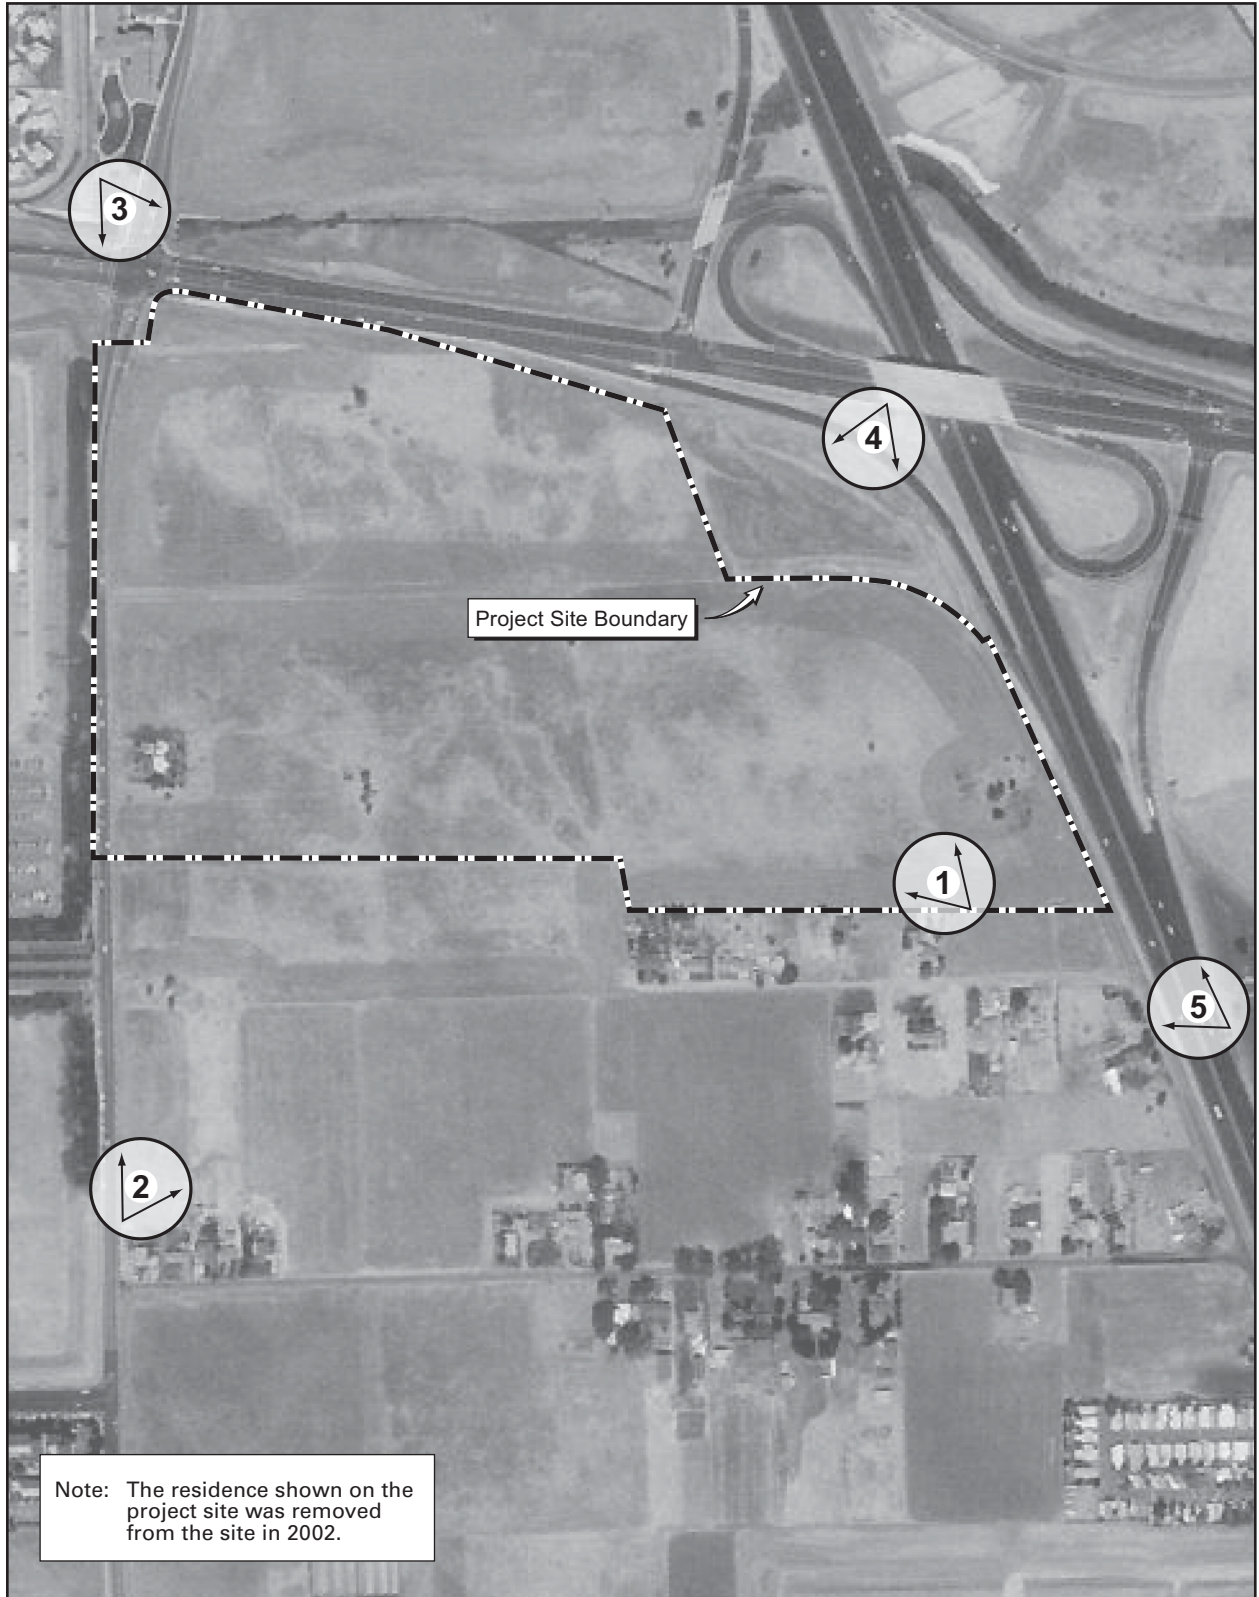 3
4
Project Site Boundary
1
5
2
Note: The residence shown on the
project site was removed
from the site in 2002.